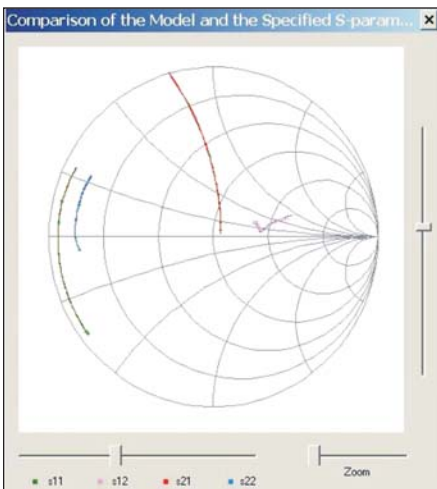 Comparison of the Model and the Specified S-param...
Zoom
s11 s12 s21 s22